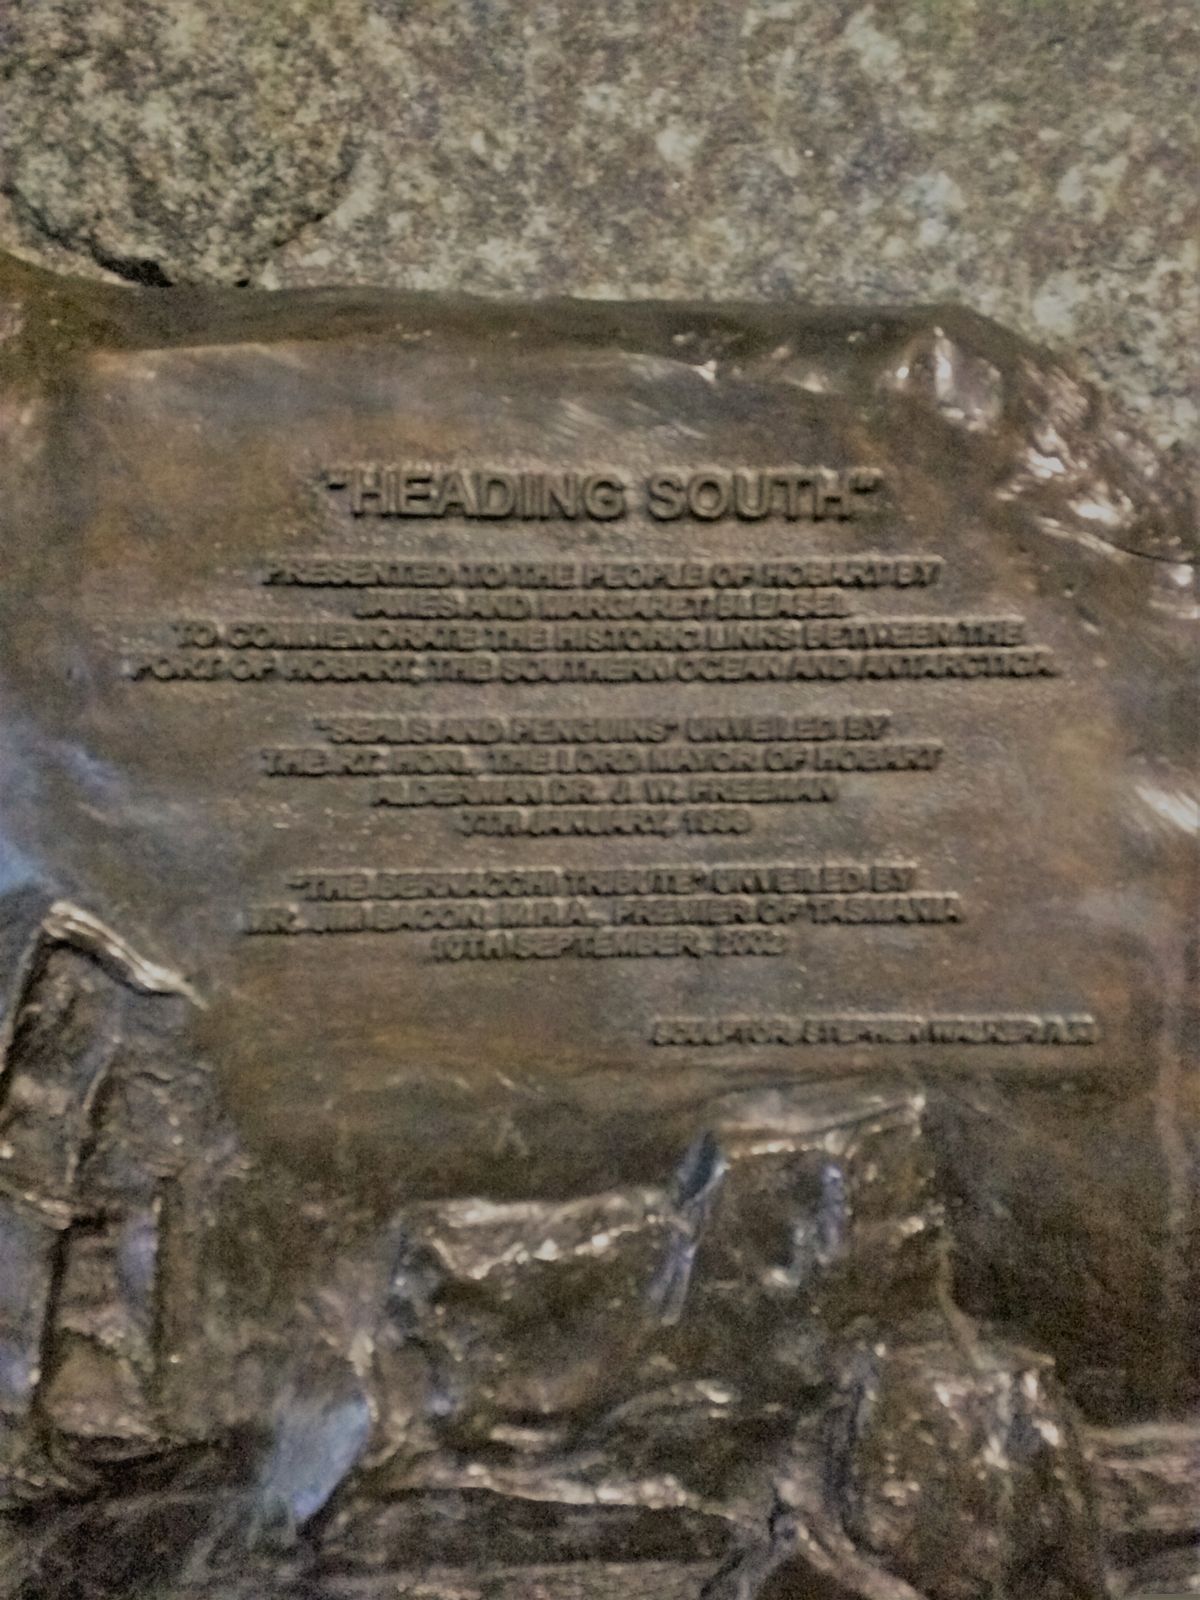 "HEADING SOUTH"
PRESENTED TO THE PEOPLE OF HOBART BY
JAMES AND MARGARET BLEASEL
TO COMMEMORATE THE HISTORIC LINKS BETWEEN THE
PORT OF HOBART, THE SOUTHERN OCEAN AND ANTARCTICA
"SEALS AND PENGUINS" UNVEILED BY
THE RT. HON., THE LORD MAYOR OF HOBART
ALDERMAN DR. J. W. FREEMAN
JANUARY,
"THE BERNACCHI TRIBUTE" UNVEILED BY
MR. JIM BACON, M.H.A., PREMIER OF TASMANIA
10TH SEPTEMBER, 2002
SCULPTOR, STEPHEN WALKER A.M.